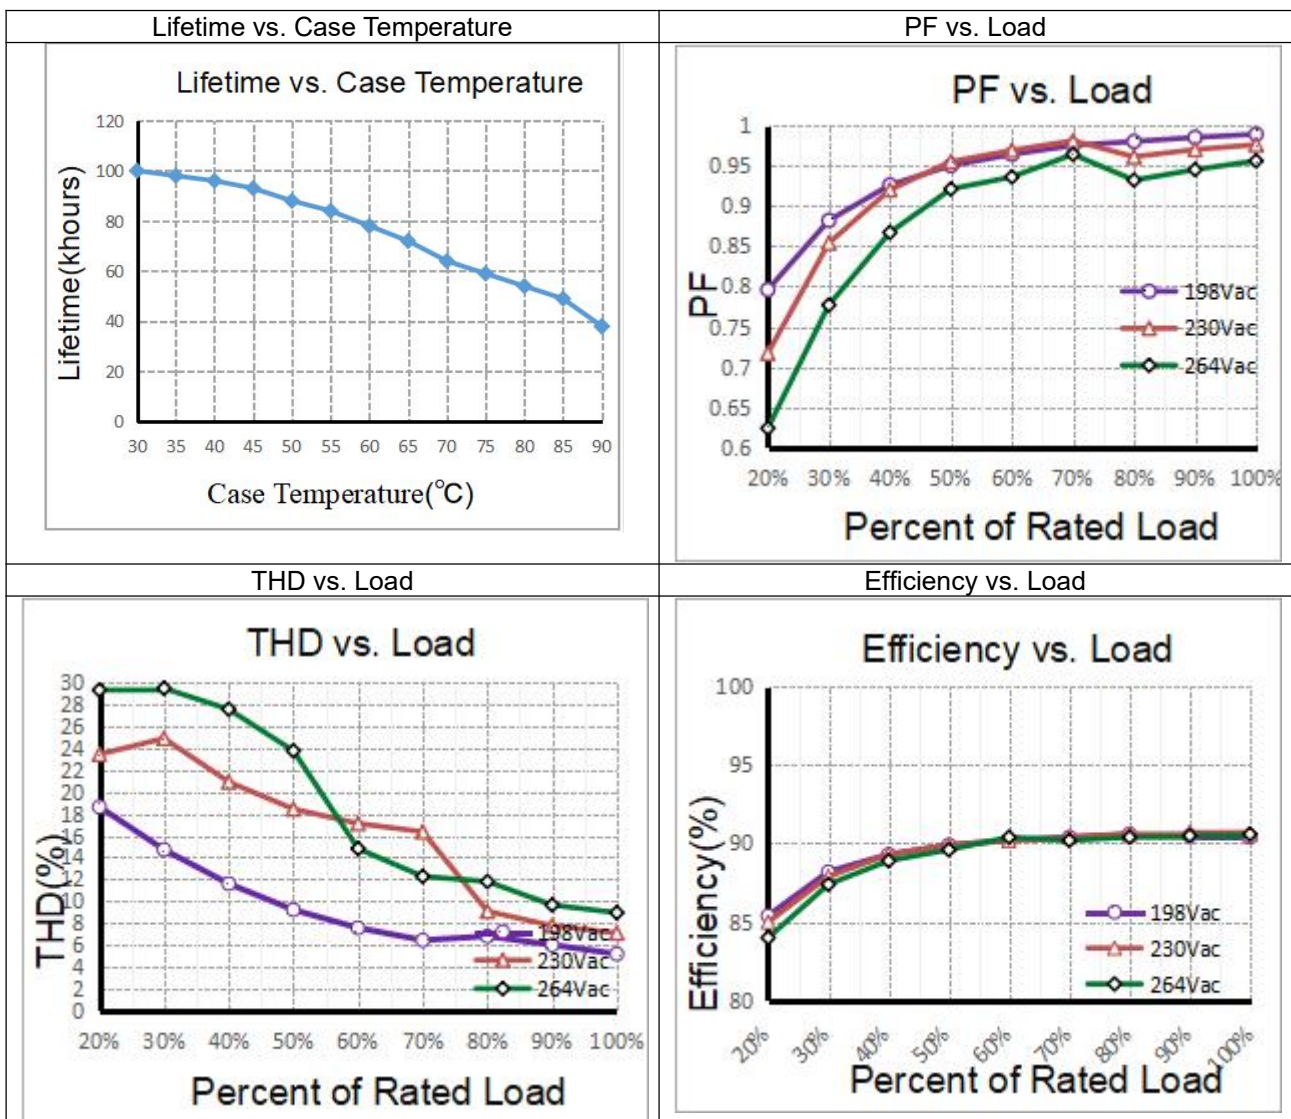 Lifetime vs. Case Temperature
PF vs. Load
Lifetime vs. Case Temperature
120
100
80
60
40
20
0
Lifetime(khours)
30 35 40 45 50 55 60 65 70 75 80 85 90
Case Temperature(℃)
PF vs. Load
1
0.95
0.9
0.85
0.8
0.75
0.7
0.65
0.6
PF
198Vac
230Vac
264Vac
20% 30% 40% 50% 60% 70% 80% 90% 100%
Percent of Rated Load
THD vs. Load
Efficiency vs. Load
THD vs. Load
30
28
26
24
22
20
18
16
14
12
10
8
6
4
2
0
THD(%)
198Vac
230Vac
264Vac
20% 30% 40% 50% 60% 70% 80% 90% 100%
Percent of Rated Load
Efficiency vs. Load
100
95
90
85
80
Efficiency(%)
198Vac
230Vac
264Vac
20% 30% 40% 50% 60% 70% 80% 90% 100%
Percent of Rated Load